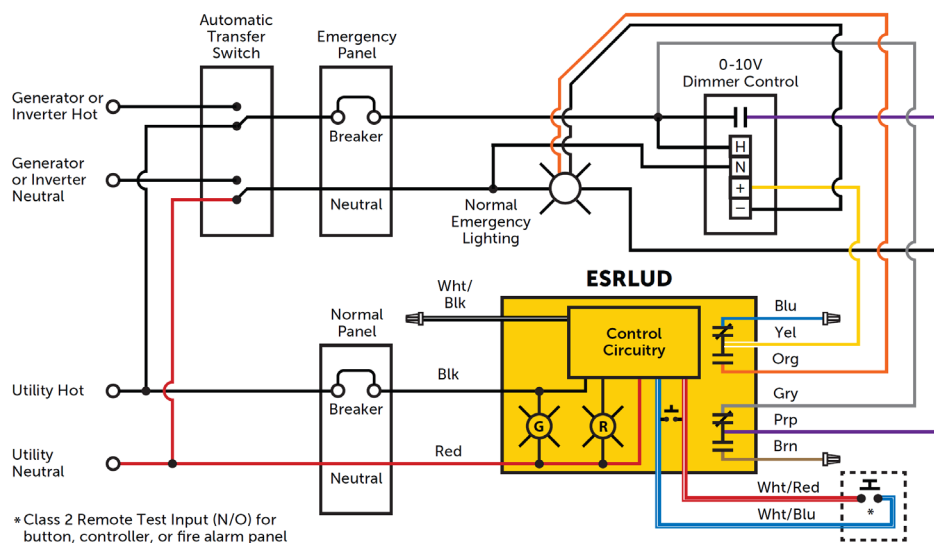 Automatic
Transfer
Switch
Emergency
Panel
0-10V
Dimmer Control
Generator or
Inverter Hot
Breaker
H
N
+
−
Generator
or Inverter
Neutral
Neutral
Normal
Emergency
Lighting
ESRLUD
Wht/
Blk
Normal
Panel
Control
Circuitry
Blu
Yel
Org
Utility Hot
Blk
Breaker
Gry
G
R
Prp
Brn
Utility
Neutral
Red
Neutral
Wht/Red
Wht/Blu
*
* Class 2 Remote Test Input (N/O) for
button, controller, or fire alarm panel